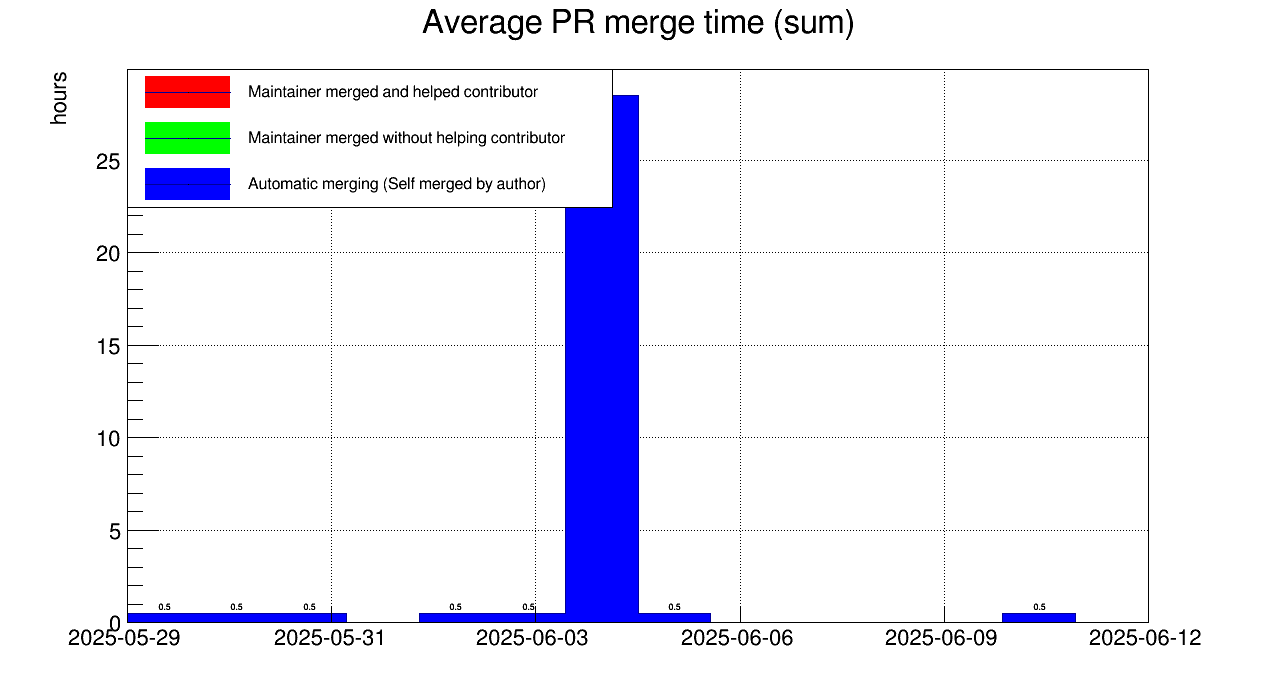 Average PR merge time (sum)
hours
Maintainer merged and helped contributor
Maintainer merged without helping contributor
Automatic merging (Self merged by author)
25
20
15
10
5
0
0.5 0.5 0.5 0.5 0.5 0.5 0.5
2025-05-29 2025-05-31 2025-06-03 2025-06-06 2025-06-09 2025-06-12